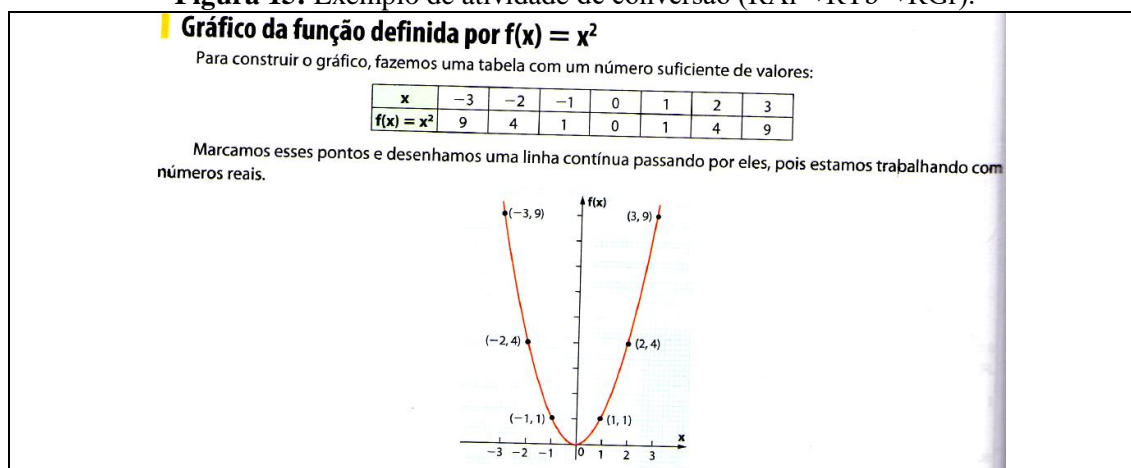 Figura 15: Exemplo de atividade de conversão (RAl→RTb→RGr).
Gráfico da função definida por f(x) = x²
Para construir o gráfico, fazemos uma tabela com um número suficiente de valores:
x −3 −2 −1 0 1 2 3
f(x) = x² 9 4 1 0 1 4 9
Marcamos esses pontos e desenhamos uma linha contínua passando por eles, pois estamos trabalhando com
números reais.
f(x)
(−3, 9) (3, 9)
(−2, 4) (2, 4)
(−1, 1) (1, 1)
x
−3 −2 −1 0 1 2 3